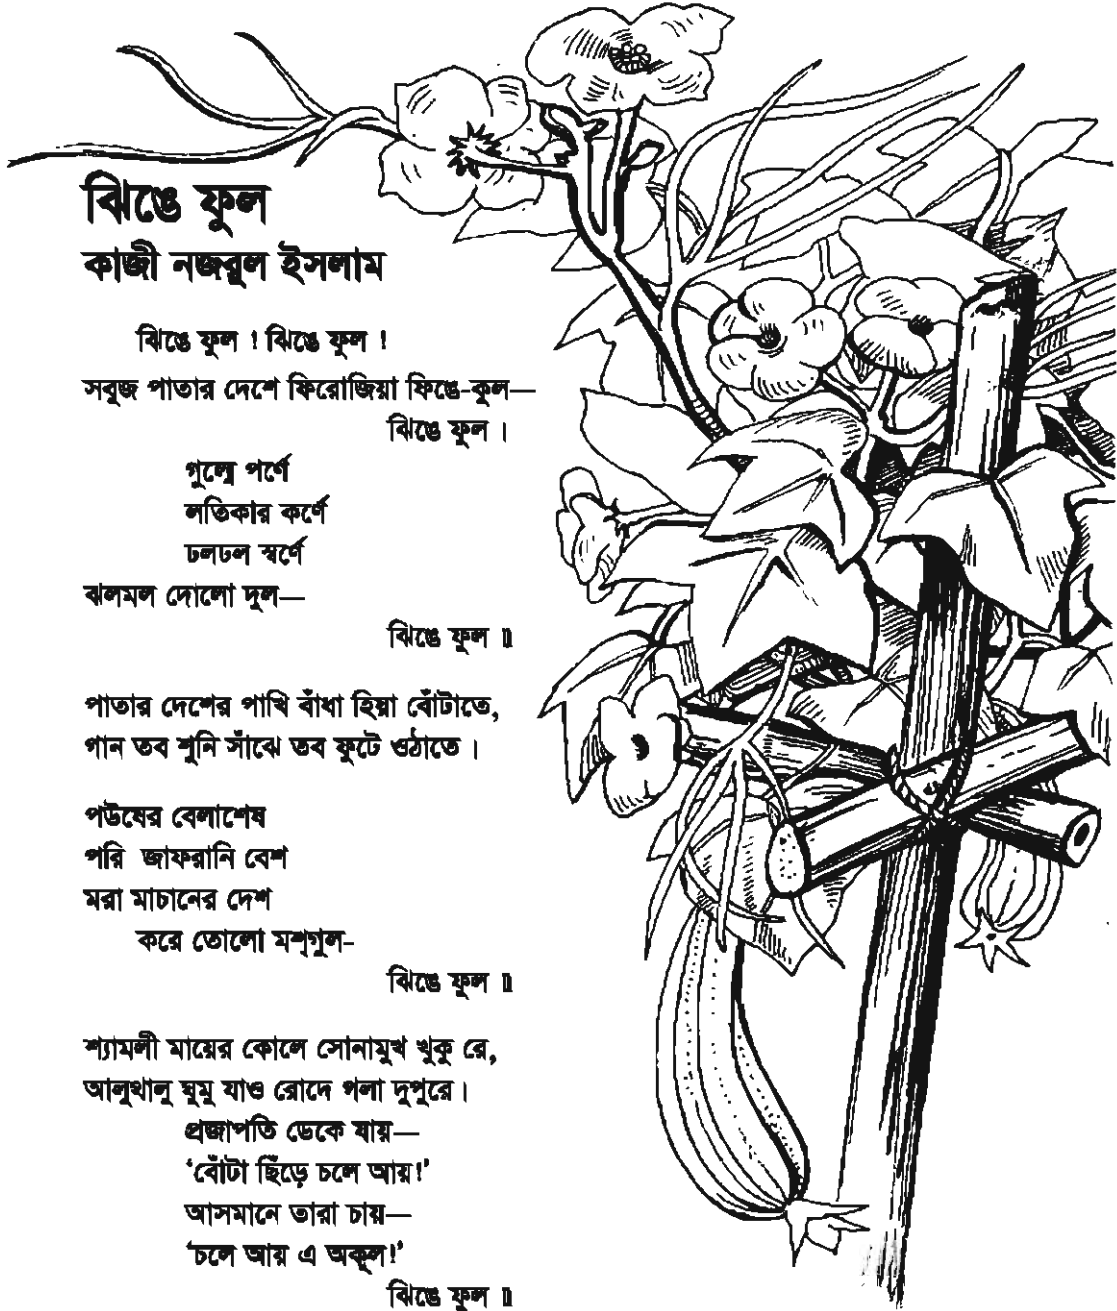 ঝিঙে ফুল
কাজী নজরুল ইসলাম
ঝিঙে ফুল ! ঝিঙে ফুল !
সবুজ পাতার দেশে ফিরোজিয়া ফিঙে-কুল—
ঝিঙে ফুল ।
গুল্মে পর্ণে
লতিকার কর্ণে
ঢলঢল স্বর্ণে
ঝলমল দোলো দুল—
ঝিঙে ফুল ॥
পাতার দেশের পাখি বাঁধা হিয়া বোঁটাতে,
গান তব শুনি সাঁঝে তব ফুটে ওঠাতে ।
পউষের বেলাশেষ
পরি জাফরানি বেশ
মরা মাচানের দেশ
করে তোলো মশ্‌গুল-
ঝিঙে ফুল ॥
শ্যামলী মায়ের কোলে সোনামুখ খুকু রে,
আলুথালু ঘুমু যাও রোদে গলা দুপুরে ।
প্রজাপতি ডেকে যায়—
‘বোঁটা ছিঁড়ে চলে আয়!’
আসমানে তারা চায়—
‘চলে আয় এ অকূল!’
ঝিঙে ফুল ॥